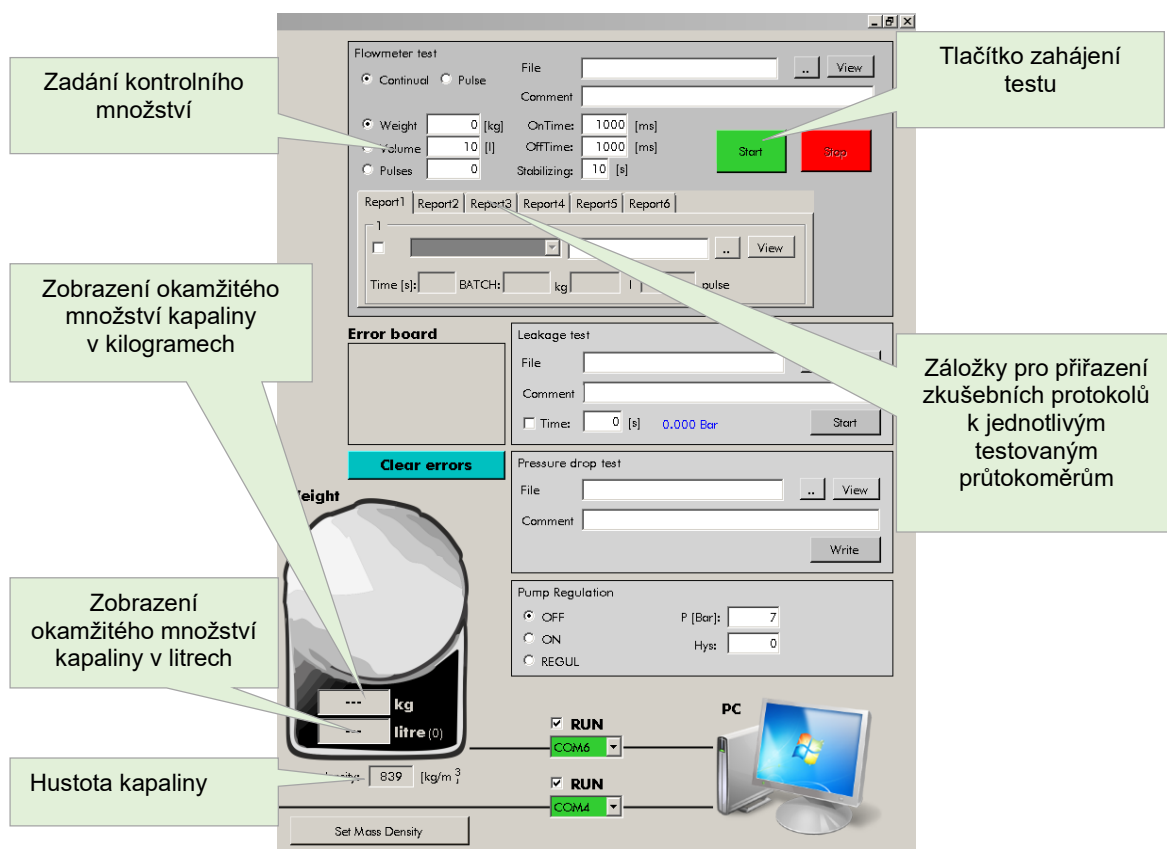 Zadání kontrolního
množství
Zobrazení okamžitého
množství kapaliny
v kilogramech
Zobrazení
okamžitého množství
kapaliny v litrech
Hustota kapaliny
Flowmeter test
Continual Pulse
File .. View
Comment
Weight 0 [kg] OnTime: 1000 [ms]
Volume 10 [l] OffTime: 1000 [ms]
Pulses 0 Stabilizing: 10 [s]
Start Stop
Report1 Report2 Report3 Report4 Report5 Report6
1
.. View
Time [s]: BATCH: kg l pulse
Error board
Clear errors
Leakage test
File
Comment
Time: 0 [s] 0.000 Bar Start
Pressure drop test
File .. View
Comment
Write
Pump Regulation
OFF P [Bar]: 7
ON Hys: 0
REGUL
--- kg
--- litre (0)
839 [kg/m 3
Set Mass Density
RUN
COM6
RUN
COM4
PC
Tlačítko zahájení
testu
Záložky pro přiřazení
zkušebních protokolů
k jednotlivým
testovaným
průtokoměrům